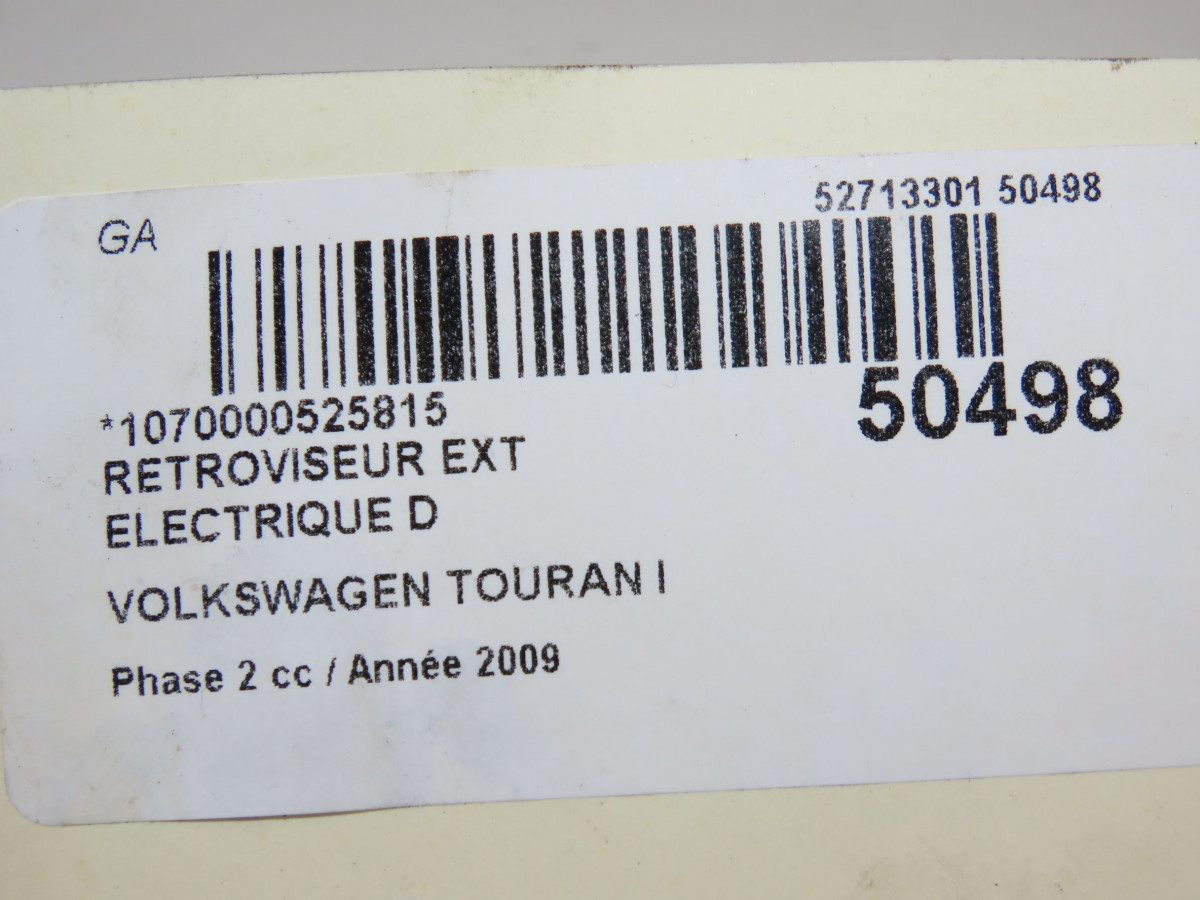 GA
52713301 50498
*1070000525815
50498
RETROVISEUR EXT
ELECTRIQUE D
VOLKSWAGEN TOURAN I
Phase 2 cc / Année 2009